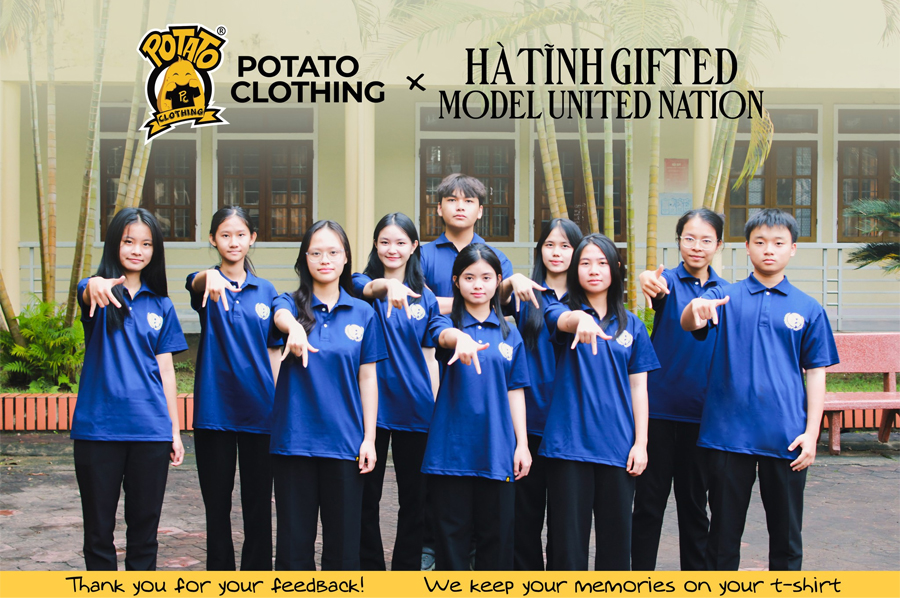 POTATO
®
PC
CLOTHING
POTATO
CLOTHING
x
HÀ TĨNH GIFTED
MODEL UNITED NATION
Thank you for your feedback!
We keep your memories on your t-shirt